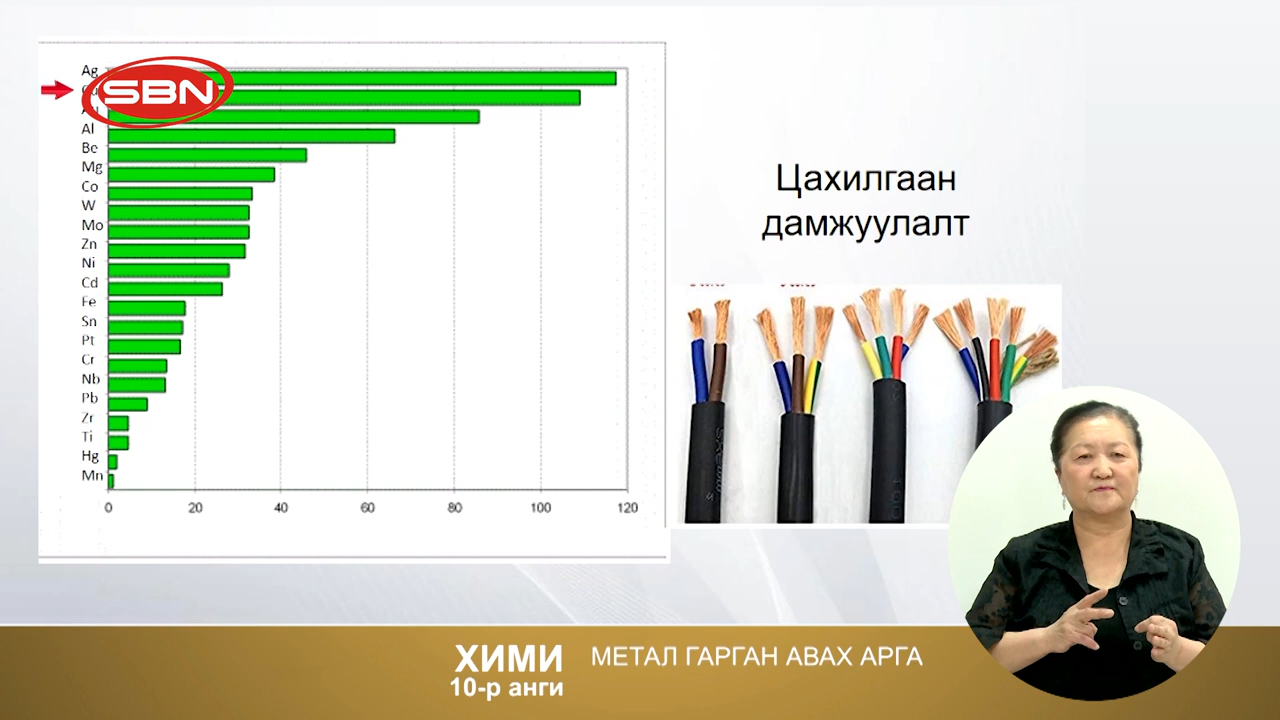 SBN
Ag
Al
Be
Mg
Co
W
Mo
Zn
Ni
Cd
Fe
Sn
Pt
Cr
Nb
Pb
Zr
Ti
Hg
Mn
0 20 40 60 80 100 120
Цахилгаан
дамжуулалт
ХИМИ
10-р анги
МЕТАЛ ГАРГАН АВАХ АРГА